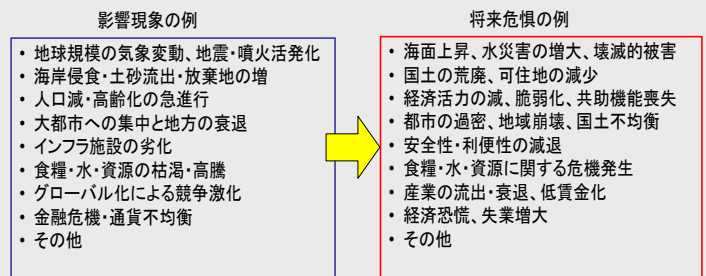 影響現象の例
・ 地球規模の気象変動、地震・噴火活発化
・ 海岸侵食・土砂流出・放棄地の増
・ 人口減・高齢化の急進行
・ 大都市への集中と地方の衰退
・ インフラ施設の劣化
・ 食糧・水・資源の枯渇・高騰
・ グローバル化による競争激化
・ 金融危機・通貨不均衡
・ その他
将来危惧の例
・ 海面上昇、水災害の増大、壊滅的被害
・ 国土の荒廃、可住地の減少
・ 経済活力の減、脆弱化、共助機能喪失
・ 都市の過密、地域崩壊、国土不均衡
・ 安全性・利便性の減退
・ 食糧・水・資源に関する危機発生
・ 産業の流出・衰退、低賃金化
・ 経済恐慌、失業増大
・ その他